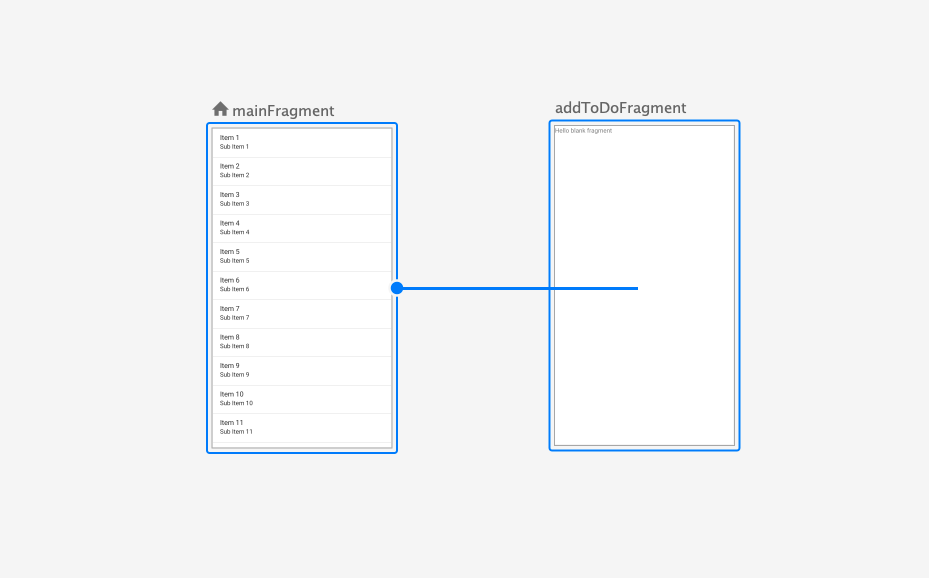 mainFragment
Item 1
Sub Item 1
Item 2
Sub Item 2
Item 3
Sub Item 3
Item 4
Sub Item 4
Item 5
Sub Item 5
Item 6
Sub Item 6
Item 7
Sub Item 7
Item 8
Sub Item 8
Item 9
Sub Item 9
Item 10
Sub Item 10
Item 11
Sub Item 11
addToDoFragment
Hello blank fragment